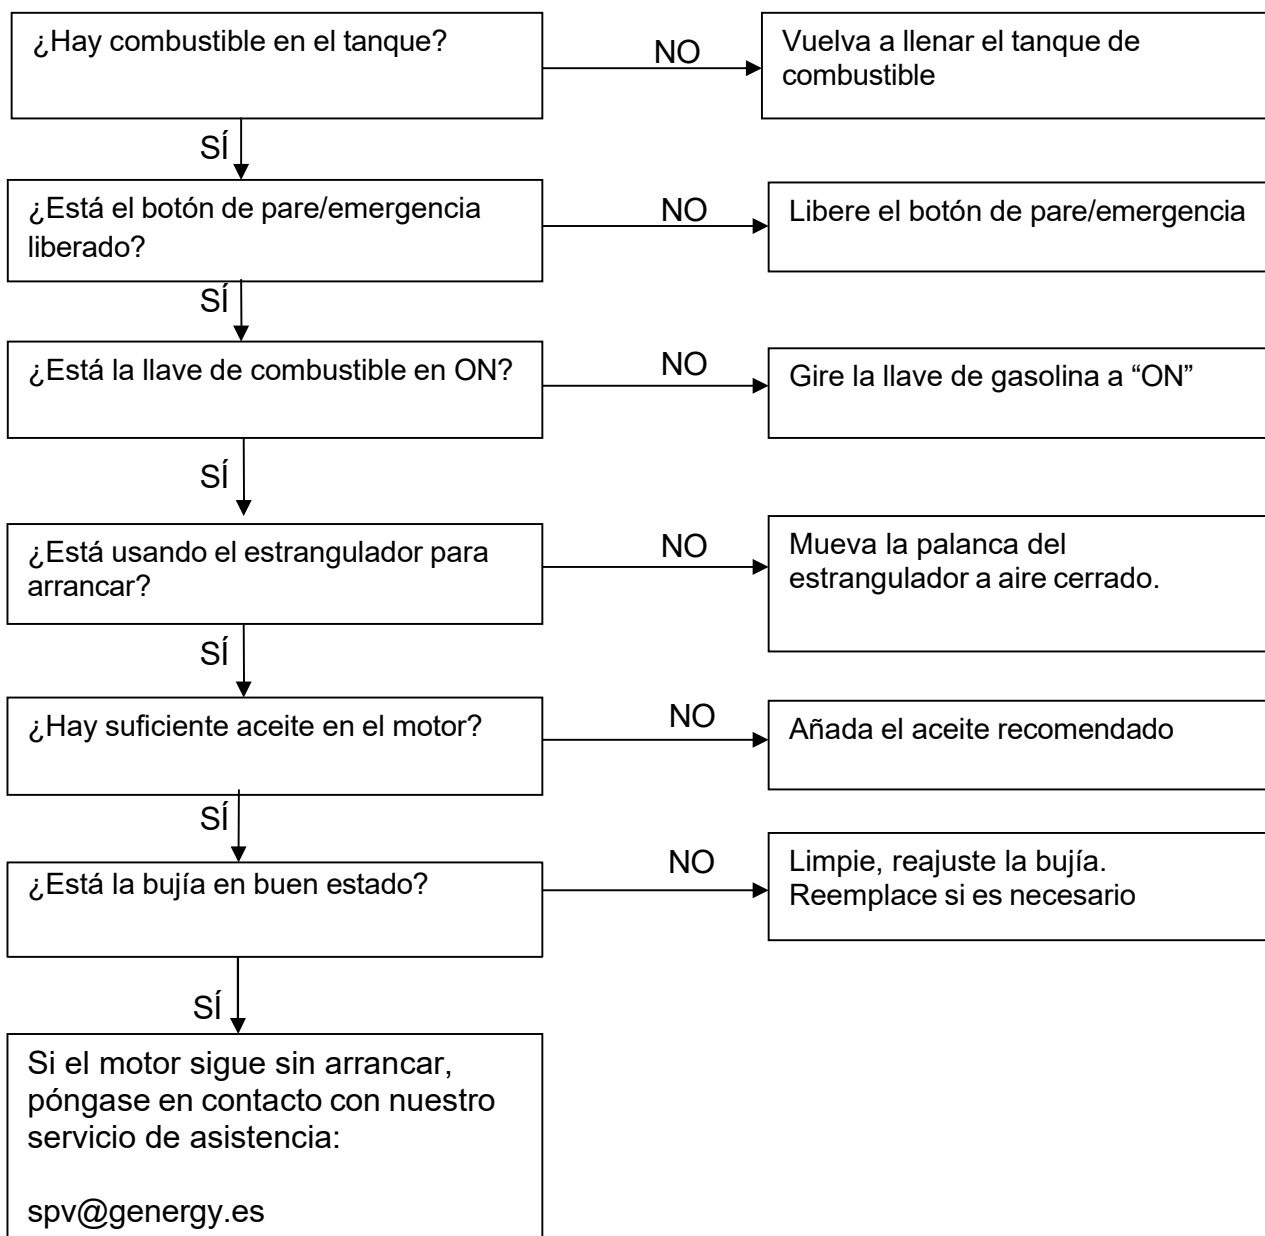 ¿Hay combustible en el tanque?
NO
Vuelva a llenar el tanque de
combustible
SÍ
¿Está el botón de pare/emergencia
liberado?
NO
Libere el botón de pare/emergencia
SÍ
¿Está la llave de combustible en ON?
NO
Gire la llave de gasolina a “ON”
SÍ
¿Está usando el estrangulador para
arrancar?
NO
Mueva la palanca del
estrangulador a aire cerrado.
SÍ
¿Hay suficiente aceite en el motor?
NO
Añada el aceite recomendado
SÍ
¿Está la bujía en buen estado?
NO
Limpie, reajuste la bujía.
Reemplace si es necesario
SÍ
Si el motor sigue sin arrancar,
póngase en contacto con nuestro
servicio de asistencia:
spv@genergy.es